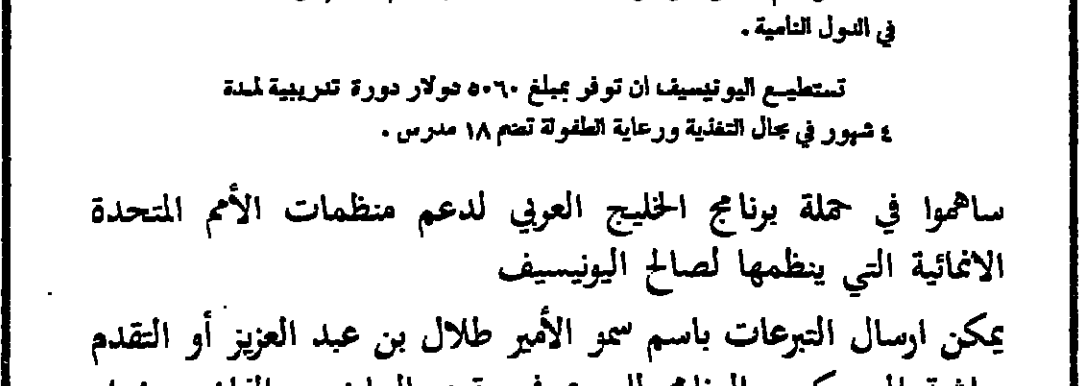 في الدول النامية .
تستطيع اليونيسيف ان توفر بمبلغ ٥٠٦٠ دولار دورة تدريبية لمدة
٤ شهور في مجال التغذية ورعاية الطفولة تضم ١٨ مدرس .
ساهموا في حملة برنامج الخليج العربي لدعم منظمات الأمم المتحدة
الانمائية التي ينظمها لصالح اليونيسيف
يمكن ارسال التبرعات باسم سمو الأمير طلال بن عبد العزيز أو التقدم